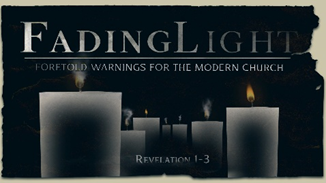 FADINGLIGHT
FORETOLD WARNINGS FOR THE MODERN CHURCH
REVELATION 1-3